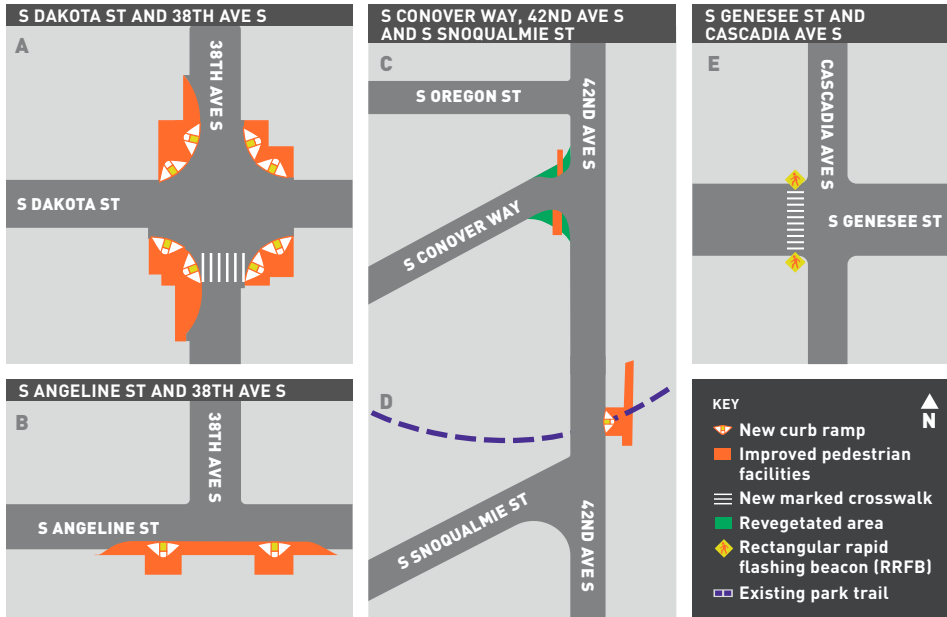 S DAKOTA ST AND 38TH AVE S
A
38TH AVE S
S DAKOTA ST
S ANGELINE ST AND 38TH AVE S
B
38TH AVE S
S ANGELINE ST
S CONOVER WAY, 42ND AVE S
AND S SNOQUALMIE ST
C
S OREGON ST
42ND AVE S
S CONOVER WAY
D
S SNOQUALMIE ST
42ND AVE S
S GENESEE ST AND
CASCADIA AVE S
E
CASCADIA AVE S
S GENESEE ST
KEY
N
New curb ramp
Improved pedestrian
facilities
New marked crosswalk
Revegetated area
Rectangular rapid
flashing beacon (RRFB)
Existing park trail